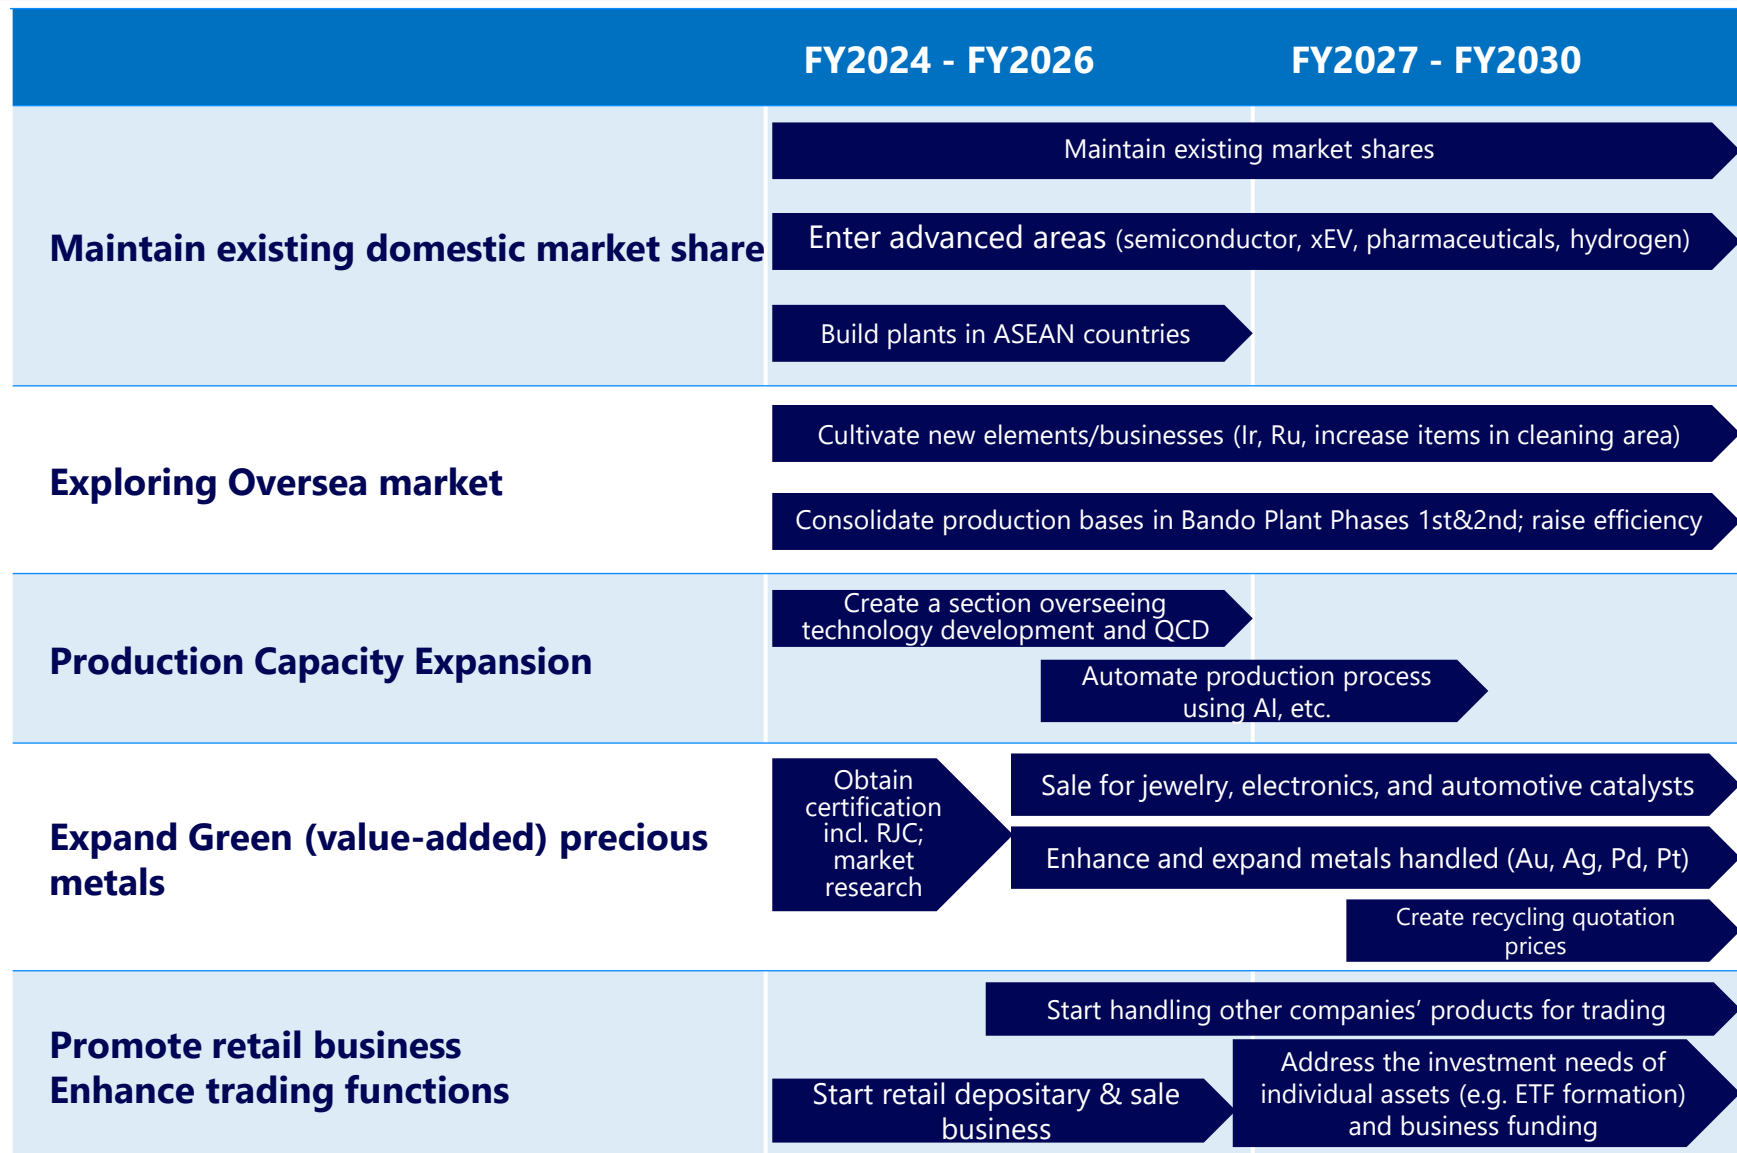 FY2024 - FY2026
FY2027 - FY2030
Maintain existing domestic market share
Maintain existing market shares
Enter advanced areas (semiconductor, xEV, pharmaceuticals, hydrogen)
Build plants in ASEAN countries
Exploring Oversea market
Cultivate new elements/businesses (Ir, Ru, increase items in cleaning area)
Consolidate production bases in Bando Plant Phases 1st&2nd; raise efficiency
Production Capacity Expansion
Create a section overseeing
technology development and QCD
Automate production process
using AI, etc.
Expand Green (value-added) precious
metals
Obtain
certification
incl. RJC;
market
research
Sale for jewelry, electronics, and automotive catalysts
Enhance and expand metals handled (Au, Ag, Pd, Pt)
Create recycling quotation
prices
Promote retail business
Enhance trading functions
Start handling other companies’ products for trading
Start retail depositary & sale
business
Address the investment needs of
individual assets (e.g. ETF formation)
and business funding